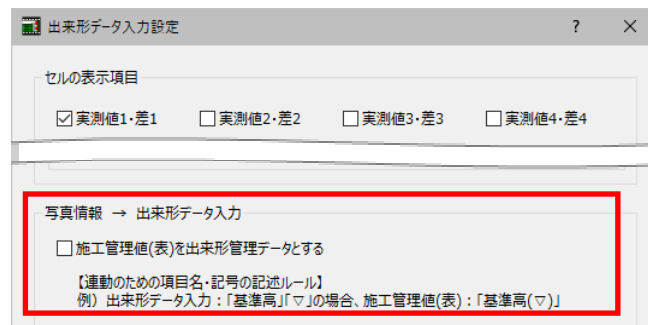 出来形データ入力設定
?
×
セルの表示項目
実測値1・差1 実測値2・差2 実測値3・差3 実測値4・差4
写真情報 → 出来形データ入力
施工管理値(表)を出来形管理データとする
【連動のための項目名・記号の記述ルール】
例）出来形データ入力：「基準高」「▽」の場合、施工管理値(表)：「基準高(▽)」